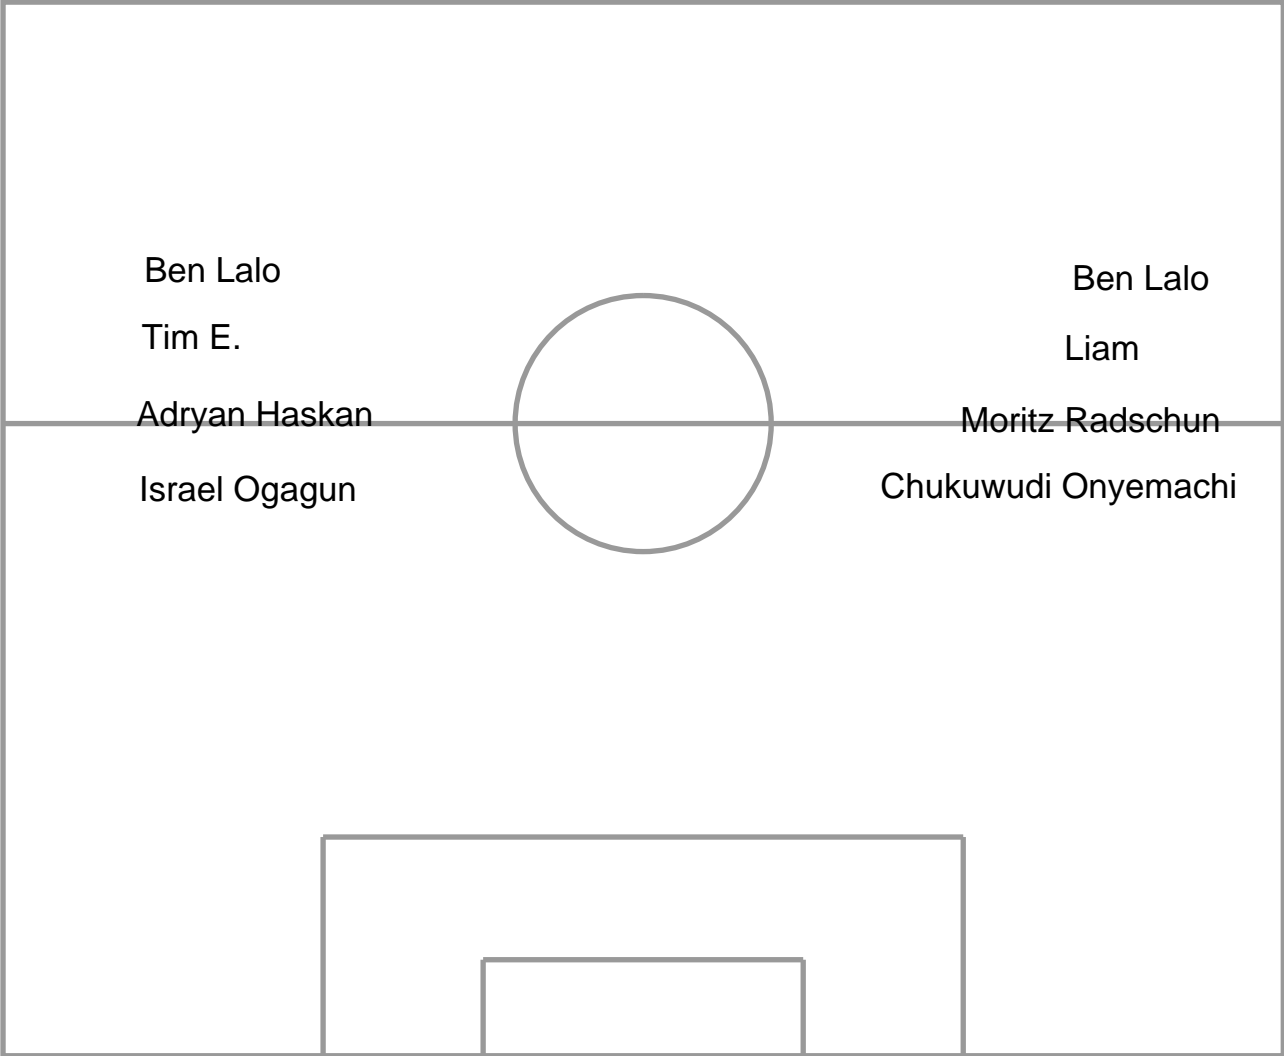 Ben Lalo
Tim E.
Adryan Haskan
Israel Ogagun
Ben Lalo
Liam
Moritz Radschun
Chukuwudi Onyemachi